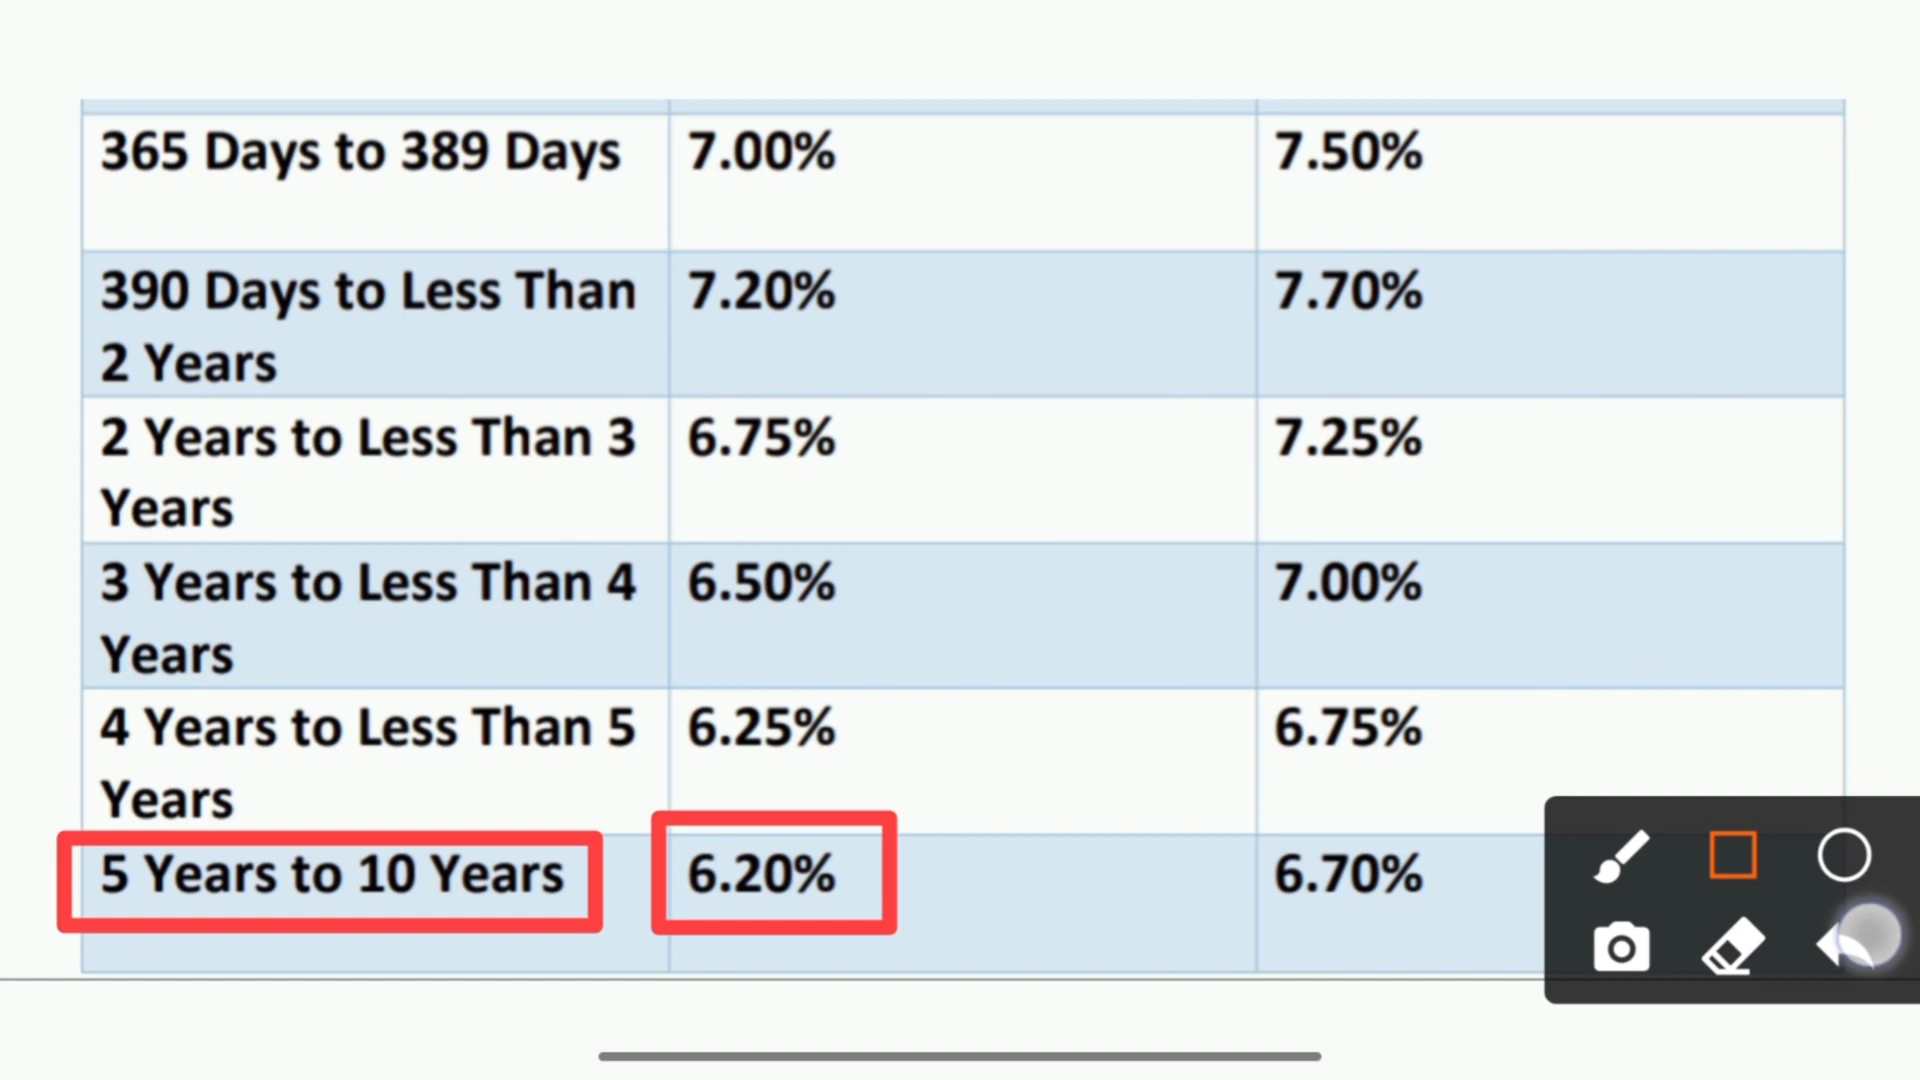 365 Days to 389 Days 7.00% 7.50%
390 Days to Less Than 7.20% 7.70%
2 Years
2 Years to Less Than 3 6.75% 7.25%
Years
3 Years to Less Than 4 6.50% 7.00%
Years
4 Years to Less Than 5 6.25% 6.75%
Years
5 Years to 10 Years 6.20% 6.70%